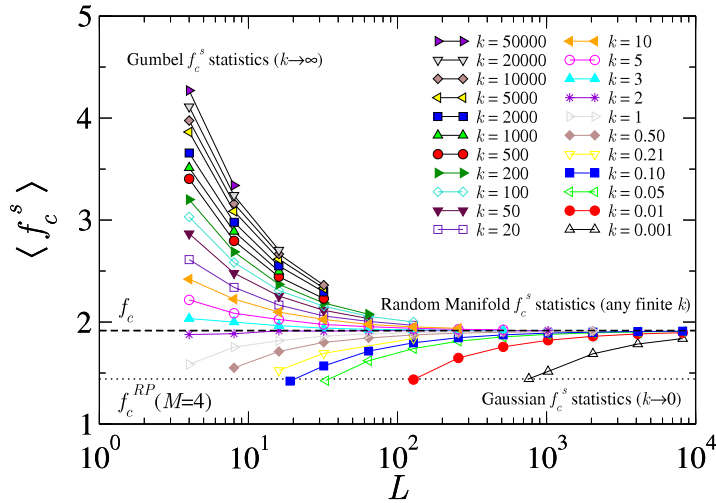 5
4
3
2
1
⟨ f_c^s ⟩
Gumbel f_c^s statistics (k→∞)
k = 50000
k = 20000
k = 10000
k = 5000
k = 2000
k = 1000
k = 500
k = 200
k = 100
k = 50
k = 20
k = 10
k = 5
k = 3
k = 2
k = 1
k = 0.50
k = 0.21
k = 0.10
k = 0.05
k = 0.01
k = 0.001
f_c
Random Manifold f_c^s statistics (any finite k)
f_c^RP(M=4)
Gaussian f_c^s statistics (k→0)
10^0 10^1 10^2 10^3 10^4
L